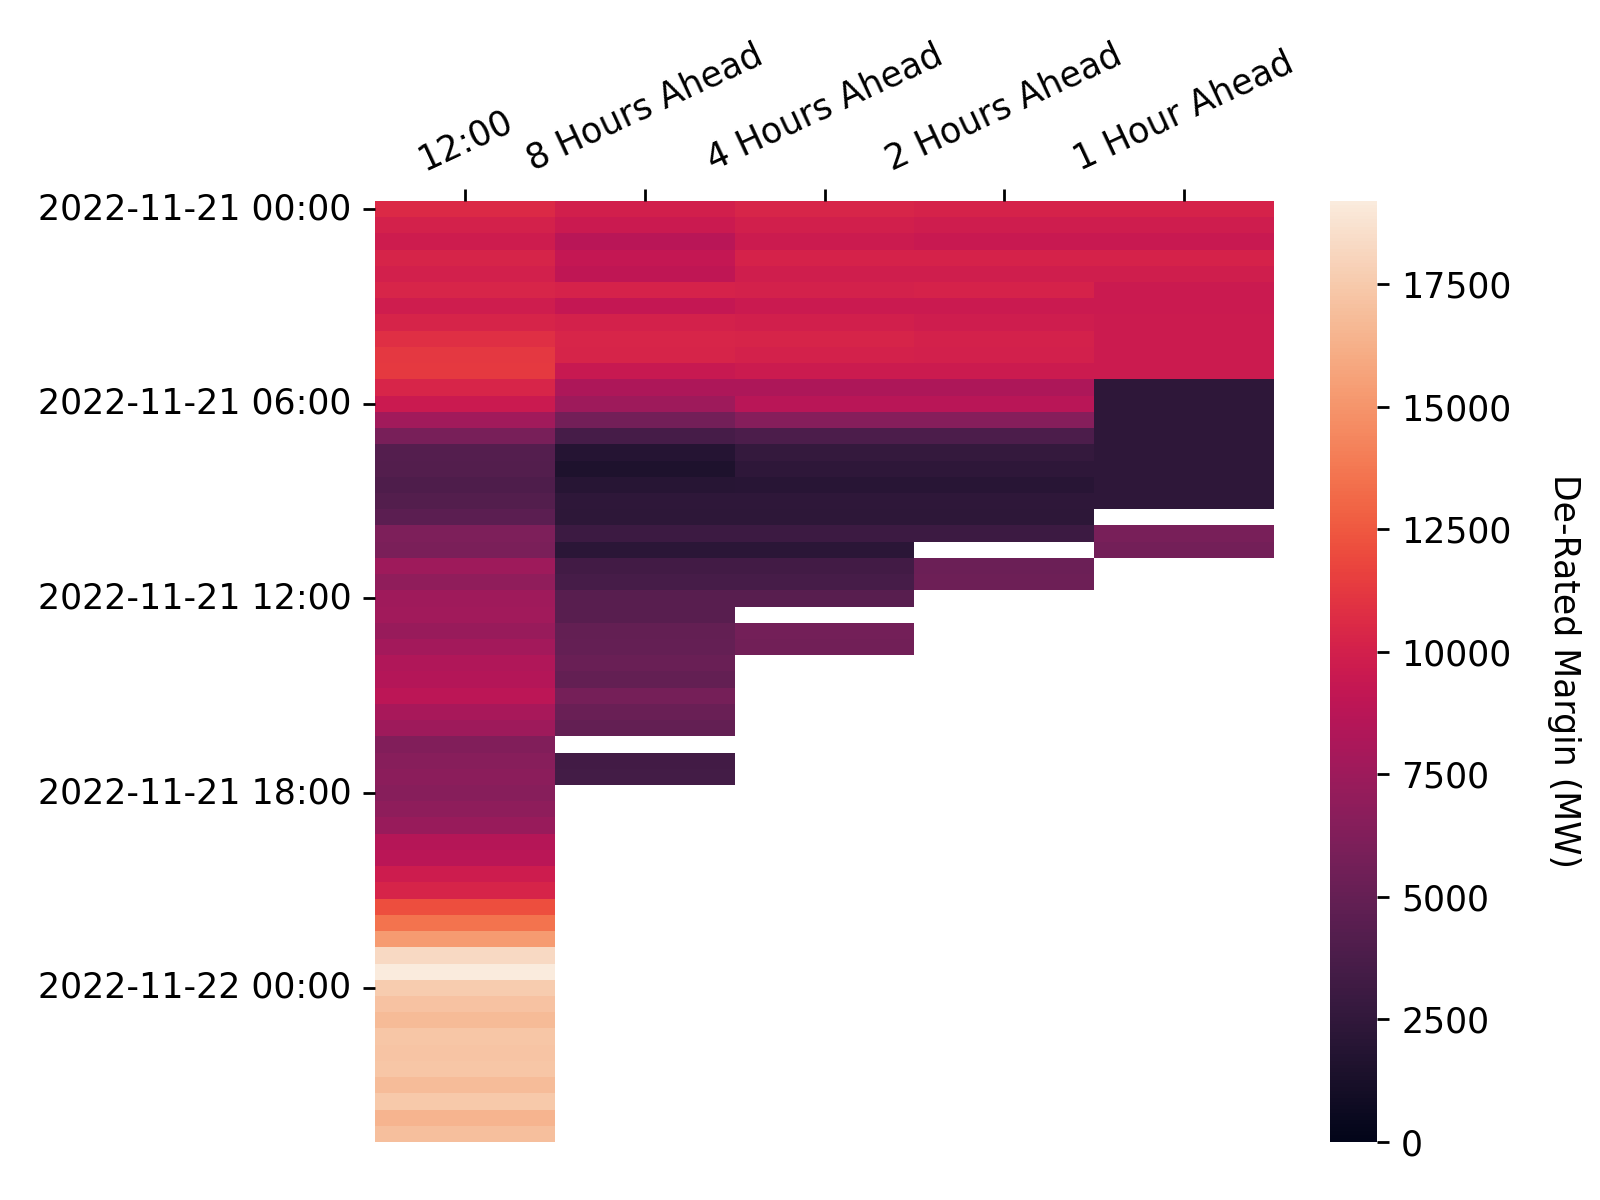 12:00
8 Hours Ahead
4 Hours Ahead
2 Hours Ahead
1 Hour Ahead
2022-11-21 00:00
2022-11-21 06:00
2022-11-21 12:00
2022-11-21 18:00
2022-11-22 00:00
17500
15000
12500
10000
7500
5000
2500
0
De-Rated Margin (MW)